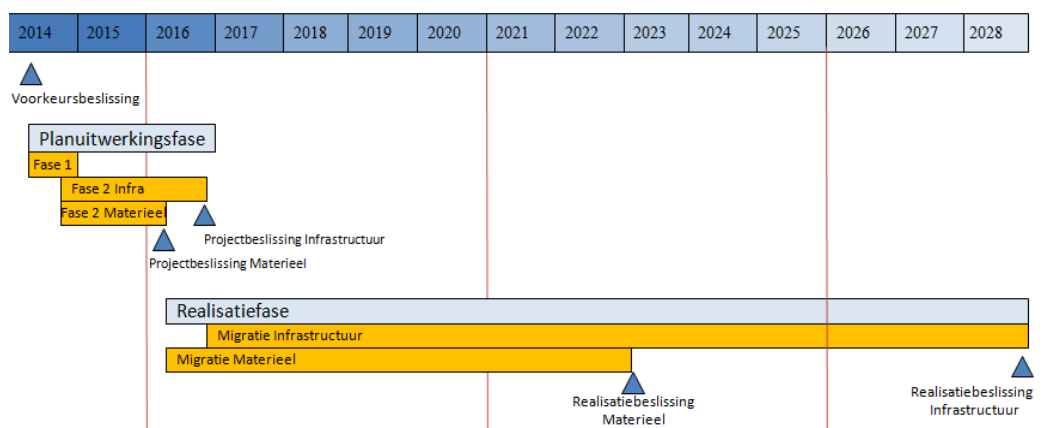 2014 2015 2016 2017 2018 2019 2020 2021 2022 2023 2024 2025 2026 2027 2028
Voorkeursbeslissing
Planuitwerkingsfase
Fase 1
Fase 2 Infra
Fase 2 Materieel
Projectbeslissing Infrastructuur
Projectbeslissing Materieel
Realisatiefase
Migratie Infrastructuur
Migratie Materieel
Realisatiebeslissing
Materieel
Realisatiebeslissing
Infrastructuur